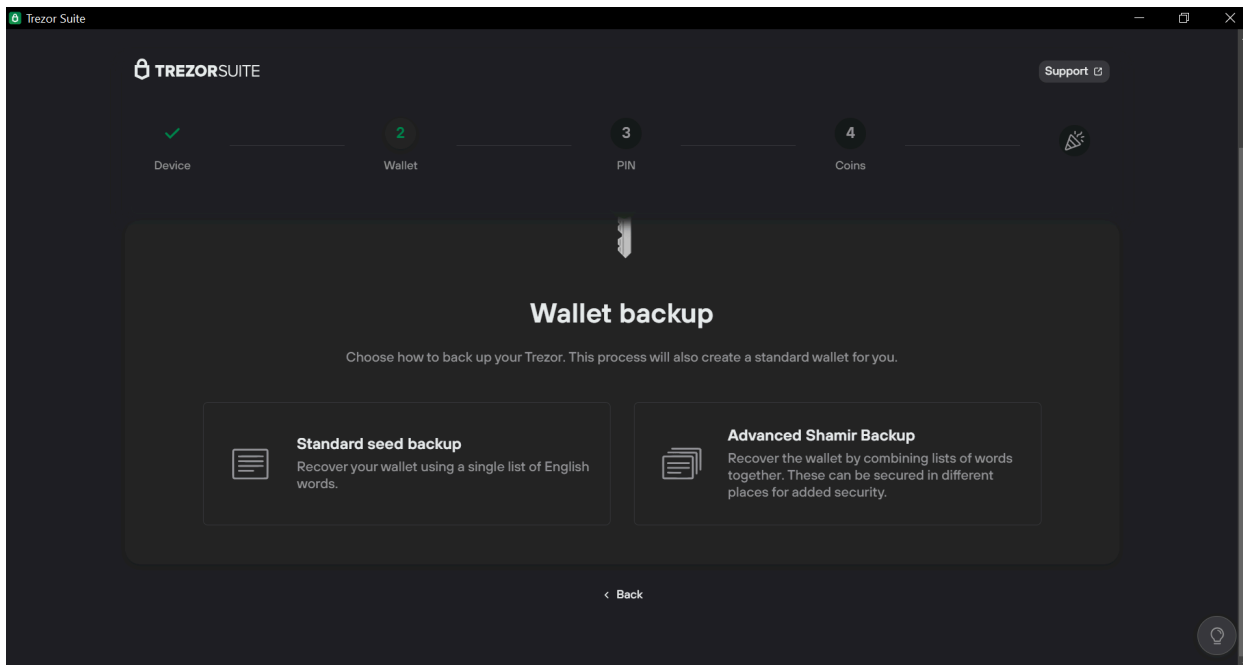 Trezor Suite
TREZORSUITE
Support
2
3
4
Device
Wallet
PIN
Coins
Wallet backup
Choose how to back up your Trezor. This process will also create a standard wallet for you.
Standard seed backup
Recover your wallet using a single list of English
words.
Advanced Shamir Backup
Recover the wallet by combining lists of words
together. These can be secured in different
places for added security.
< Back